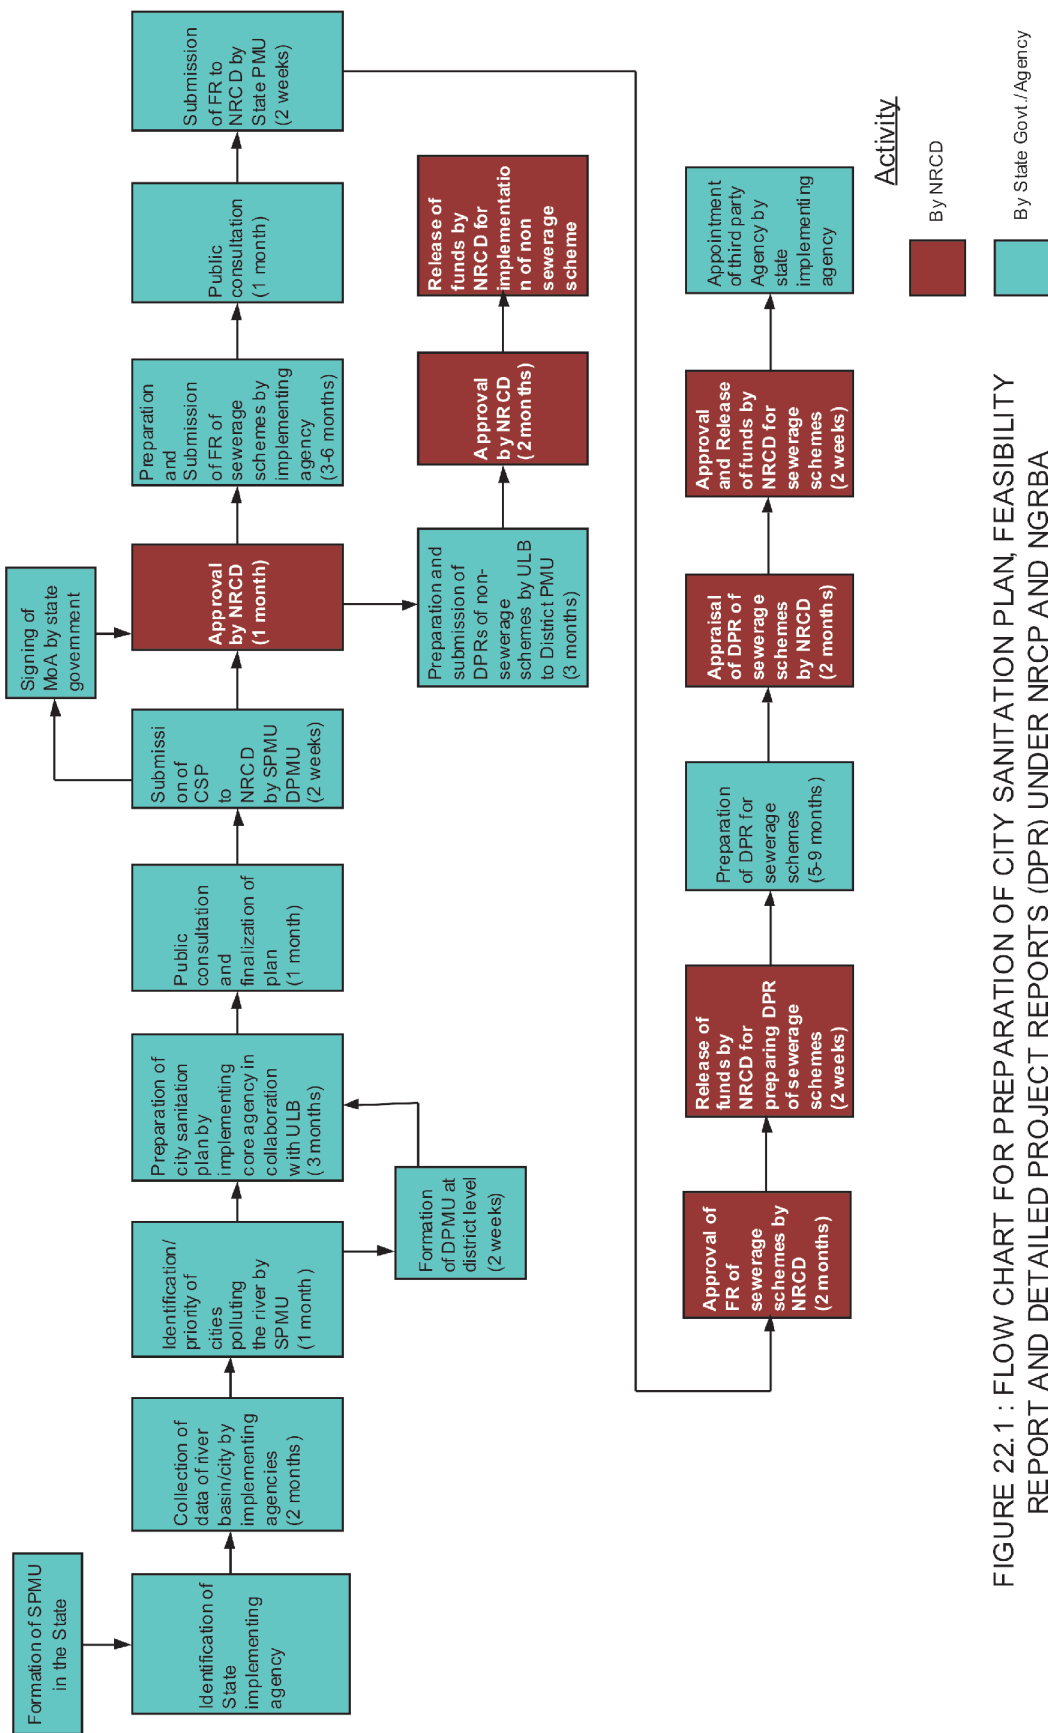 Formation of SPMU
in the State
Identification of
State
implementing
agency
Collection of
data of river
basin/city by
implementing
agencies
(2 months)
Identification/
priority of
cities
polluting
the river by
SPMU
(1 month)
Formation
of DPMU at
district level
(2 weeks)
Preparation of
city sanitation
plan by
implementing
core agency in
collaboration
with ULB
( 3 months)
Public
consultation
and
finalization of
plan
(1 month)
Submissi
on of
CSP
to
NRCD
by SPMU
DPMU
(2 weeks)
Signing of
MoA by state
government
Approval
by NRCD
(1 month)
Preparation
and
Submission
of FR of
sewerage
schemes by
implementing
agency
(3-6 months)
Public
consultation
(1 month)
Submission
of FR to
NRCD by
State PMU
(2 weeks)
Preparation and
submission of
DPRs of non-
sewerage
schemes by ULB
to District PMU
(3 months)
Approval
by NRCD
(2 months)
Release of
funds by
NRCD for
implementatio
n of non
sewerage
scheme
Approval of
FR of
sewerage
schemes by
NRCD
(2 months)
Release of
funds by
NRCD for
preparing DPR
of sewerage
schemes
(2 weeks)
Preparation
of DPR for
sewerage
schemes
(5-9 months)
Appraisal
of DPR of
sewerage
schemes
by NRCD
(2 months)
Approval
and Release
of funds by
NRCD for
sewerage
schemes
(2 weeks)
Appointment
of third party
Agency by
state
implementing
agency
Activity
By NRCD
By State Govt./Agency
FIGURE 22.1 : FLOW CHART FOR PREPARATION OF CITY SANITATION PLAN, FEASIBILITY
REPORT AND DETAILED PROJECT REPORTS (DPR) UNDER NRCP AND NGRBA